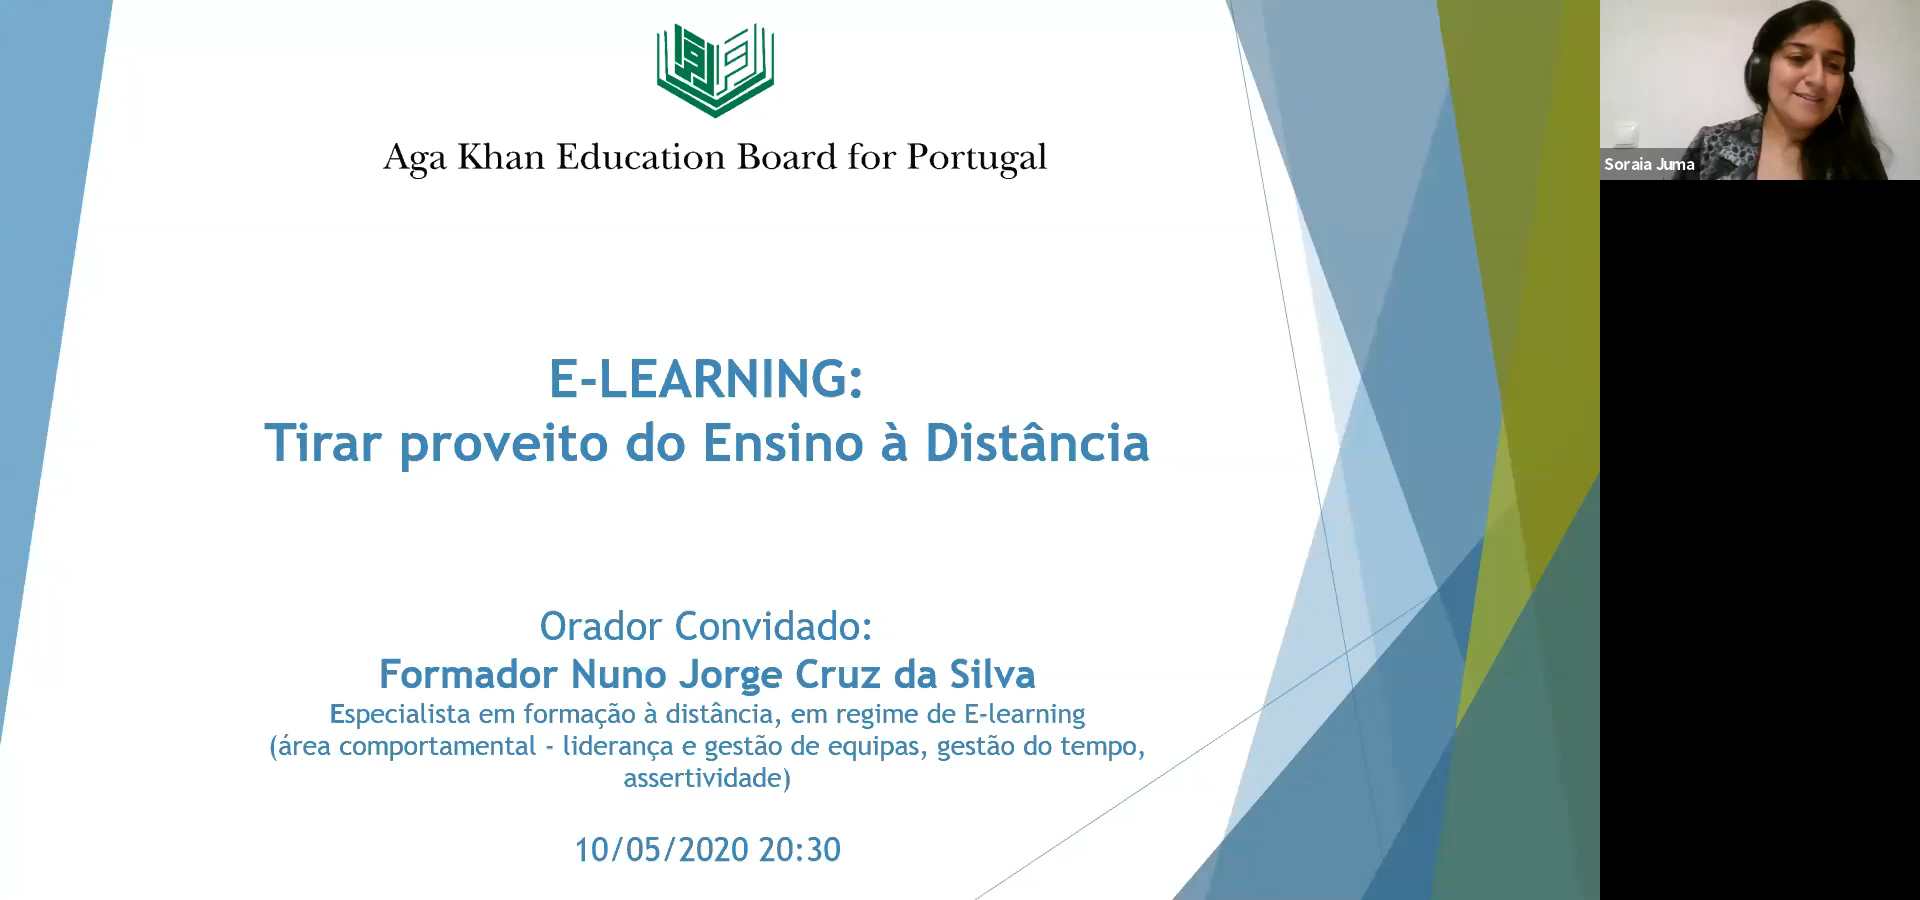 Aga Khan Education Board for Portugal
E-LEARNING:
Tirar proveito do Ensino à Distância
Orador Convidado:
Formador Nuno Jorge Cruz da Silva
Especialista em formação à distância, em regime de E-learning
(área comportamental - liderança e gestão de equipas, gestão do tempo,
assertividade)
10/05/2020 20:30
Soraia Juma